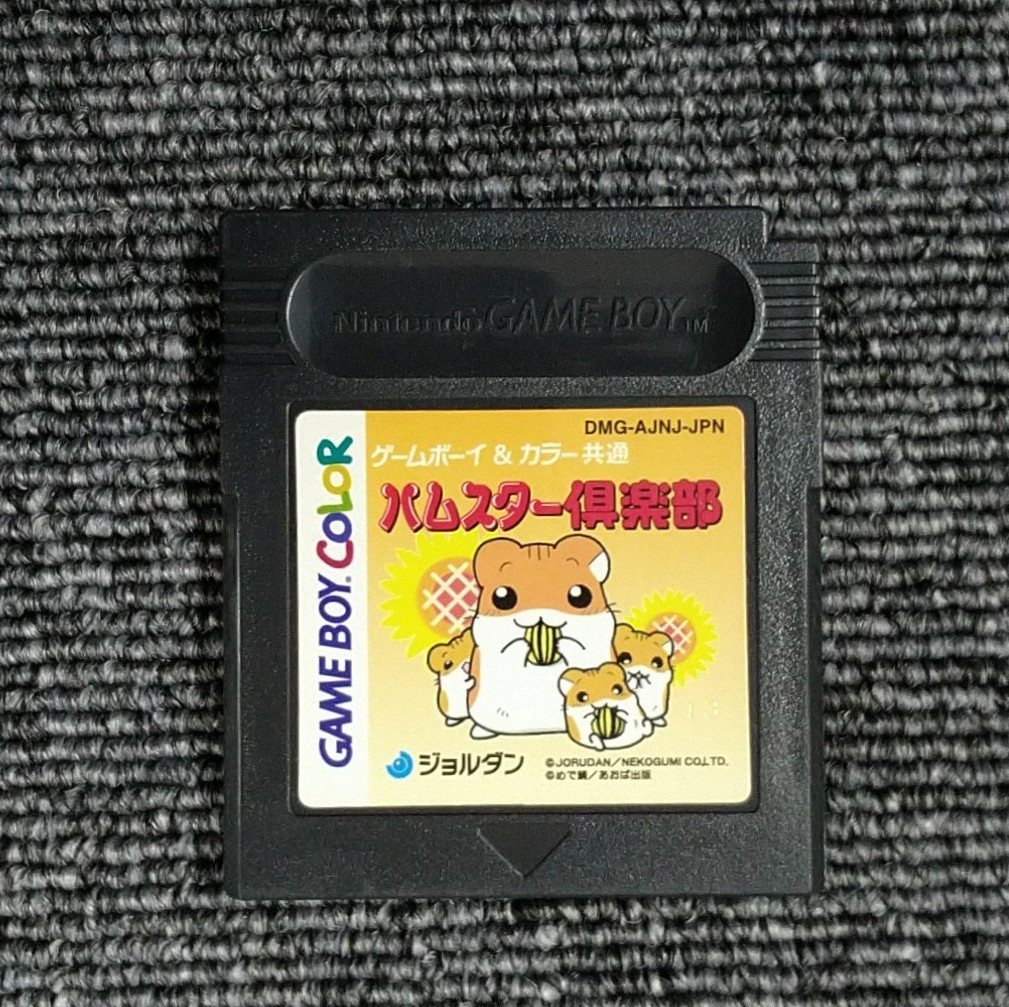 Nintendo GAME BOY TM
DMG-AJNJ-JPN
ゲームボーイ & カラー共通
ハムスター倶楽部
GAME BOY COLOR
ジョルダン
©JORUDAN／NEKOGUMI CO.,LTD.
©めで鯛／あおば出版